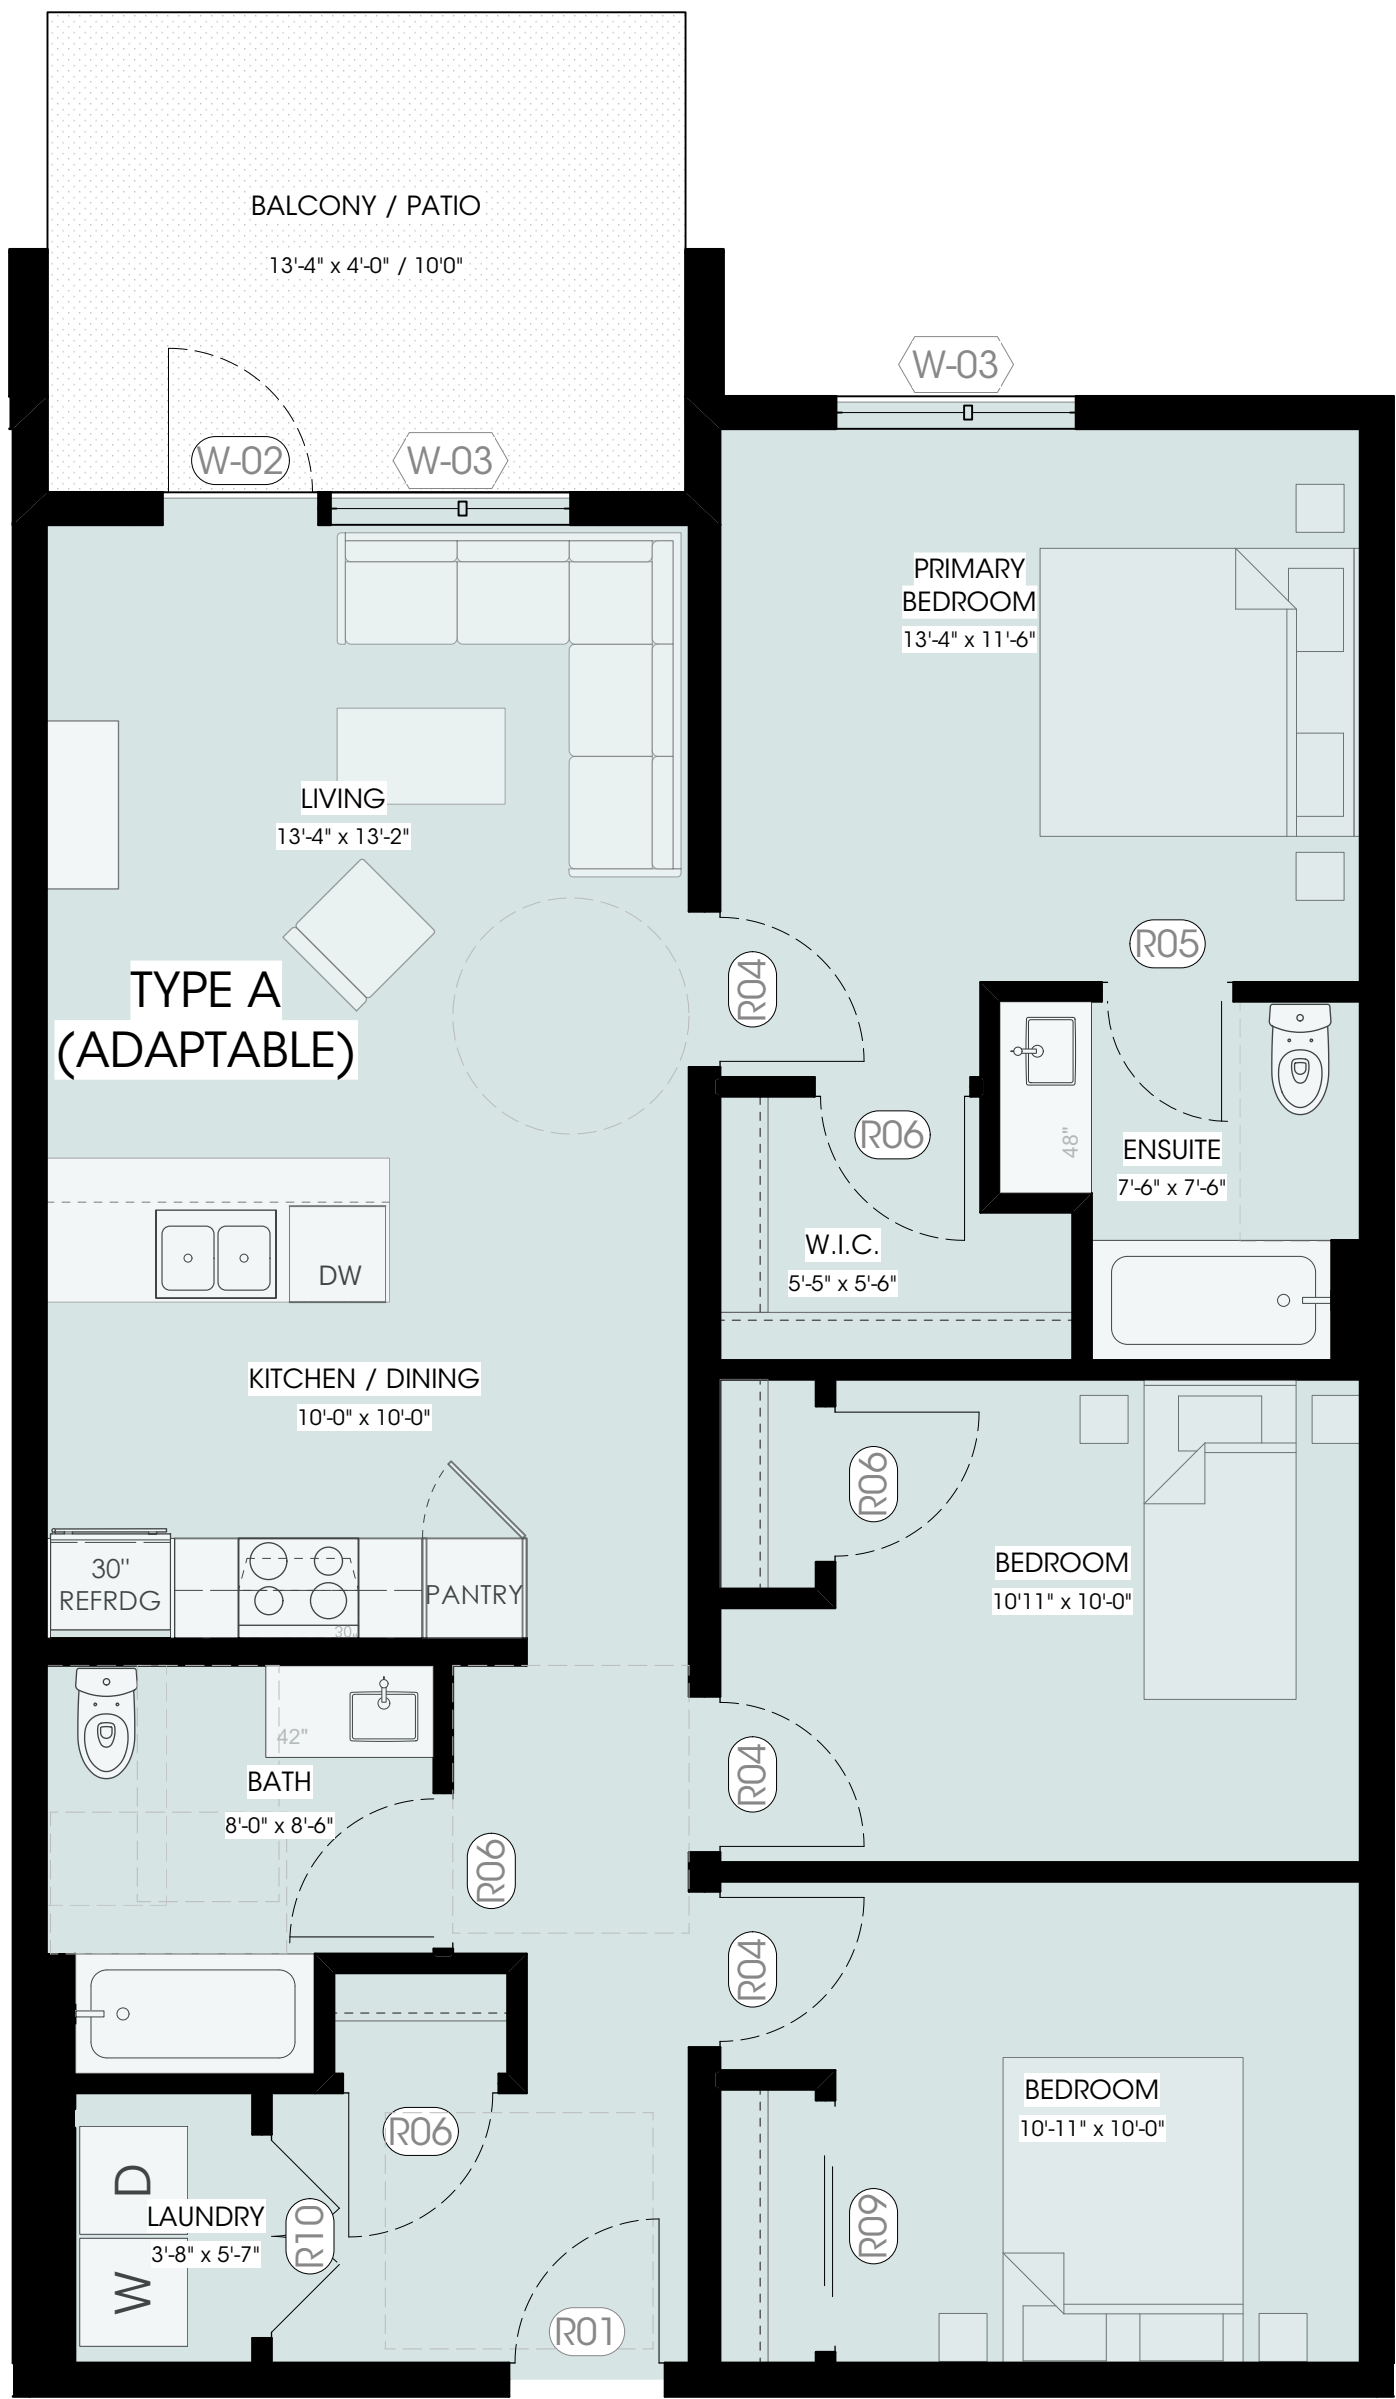 BALCONY / PATIO
13'-4" x 4'-0" / 10'0"
W-03
W-02
W-03
PRIMARY
BEDROOM
13'-4" x 11'-6"
LIVING
13'-4" x 13'-2"
R05
TYPE A
(ADAPTABLE)
R04
R06
48"
ENSUITE
7'-6" x 7'-6"
W.I.C.
5'-5" x 5'-6"
DW
KITCHEN / DINING
10'-0" x 10'-0"
R06
BEDROOM
10'11" x 10'-0"
30"
REFRDG
30"
PANTRY
42"
BATH
8'-0" x 8'-6"
R04
R06
R04
BEDROOM
10'-11" x 10'-0"
R06
D
LAUNDRY
3'-8" x 5'-7"
W
R10
R09
R01